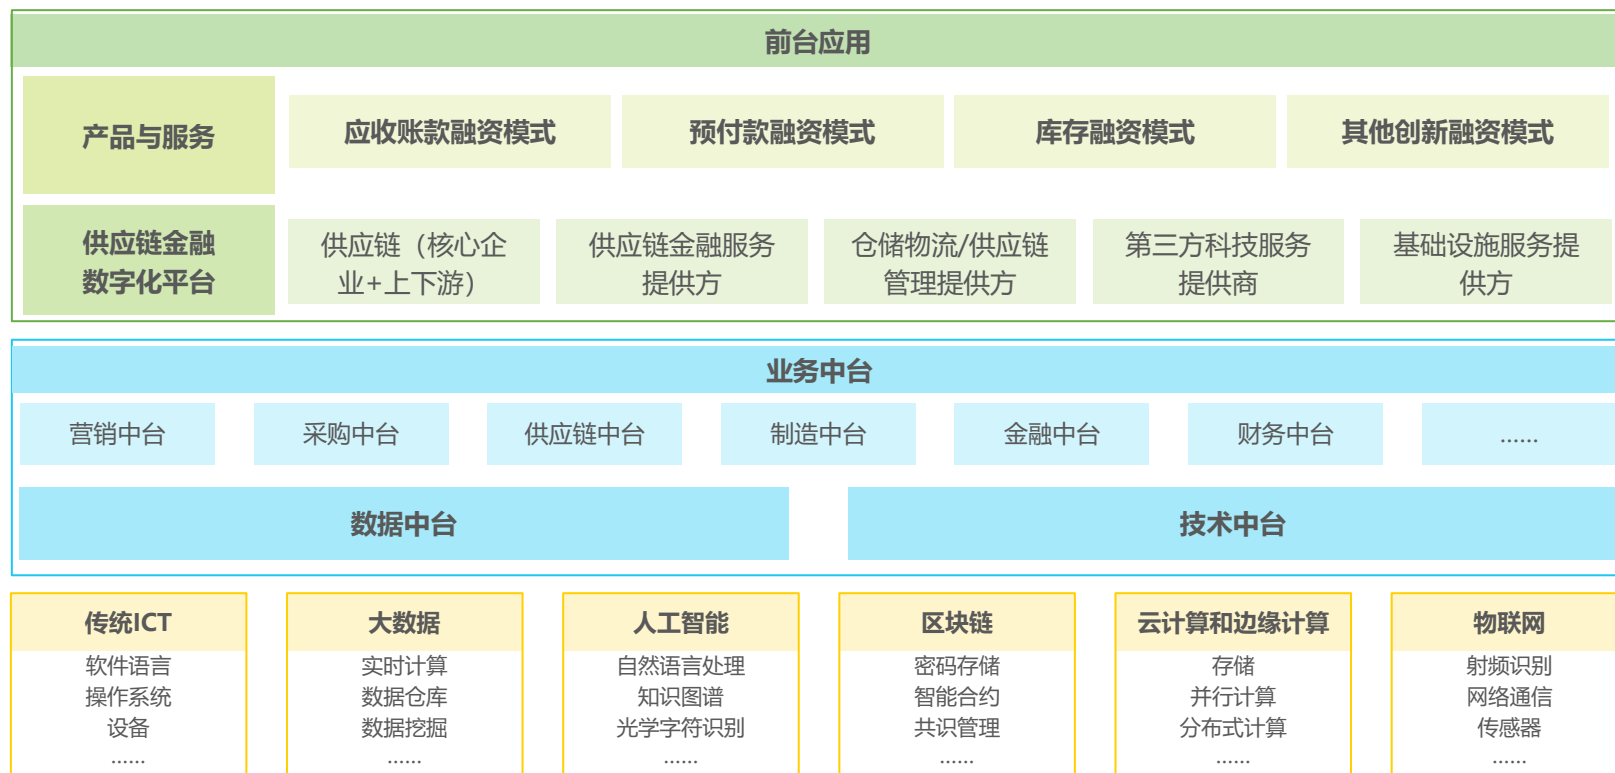 前台应用
产品与服务
应收账款融资模式
预付款融资模式
库存融资模式
其他创新融资模式
供应链金融
数字化平台
供应链（核心企
业+上下游）
供应链金融服务
提供方
仓储物流/供应链
管理提供方
第三方科技服务
提供商
基础设施服务提
供方
业务中台
营销中台
采购中台
供应链中台
制造中台
金融中台
财务中台
……
数据中台
技术中台
传统ICT
软件语言
操作系统
设备
……
大数据
实时计算
数据仓库
数据挖掘
……
人工智能
自然语言处理
知识图谱
光学字符识别
……
区块链
密码存储
智能合约
共识管理
……
云计算和边缘计算
存储
并行计算
分布式计算
……
物联网
射频识别
网络通信
传感器
……